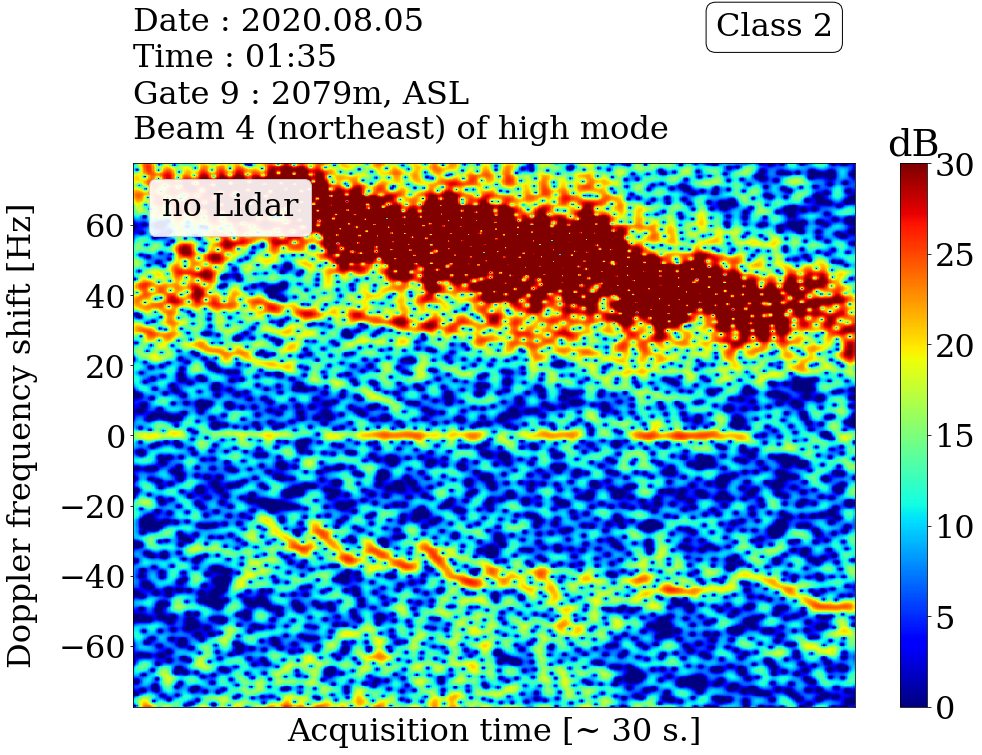 Date : 2020.08.05
Time : 01:35
Gate 9 : 2079m, ASL
Beam 4 (northeast) of high mode
Class 2
dB
no Lidar
Doppler frequency shift [Hz]
60
40
20
0
−20
−40
−60
30
25
20
15
10
5
0
Acquisition time [~ 30 s.]